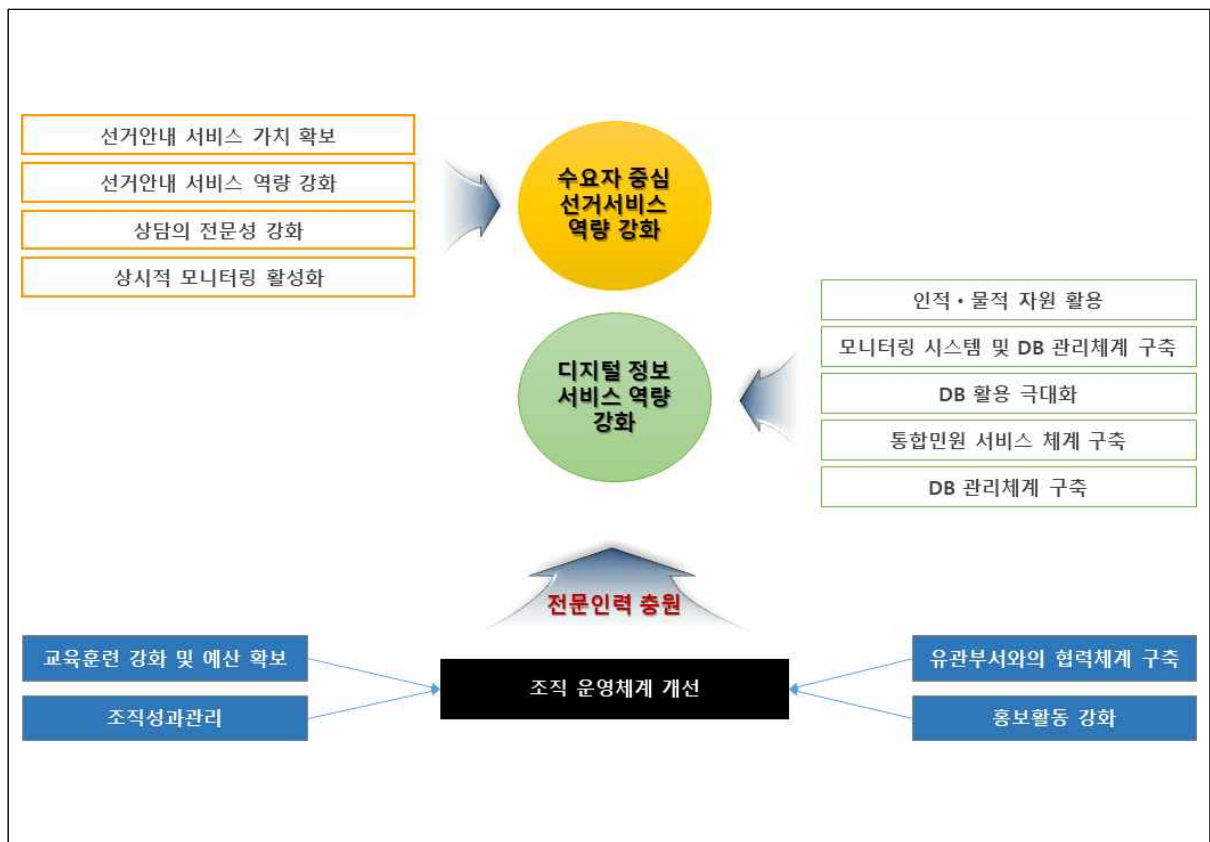 선거안내 서비스 가치 확보
선거안내 서비스 역량 강화
상담의 전문성 강화
상시적 모니터링 활성화
수요자 중심
선거서비스
역량 강화
디지털 정보
서비스 역량
강화
인적・물적 자원 활용
모니터링 시스템 및 DB 관리체계 구축
DB 활용 극대화
통합민원 서비스 체계 구축
DB 관리체계 구축
전문인력 충원
교육훈련 강화 및 예산 확보
조직성과관리
조직 운영체계 개선
유관부서와의 협력체계 구축
홍보활동 강화